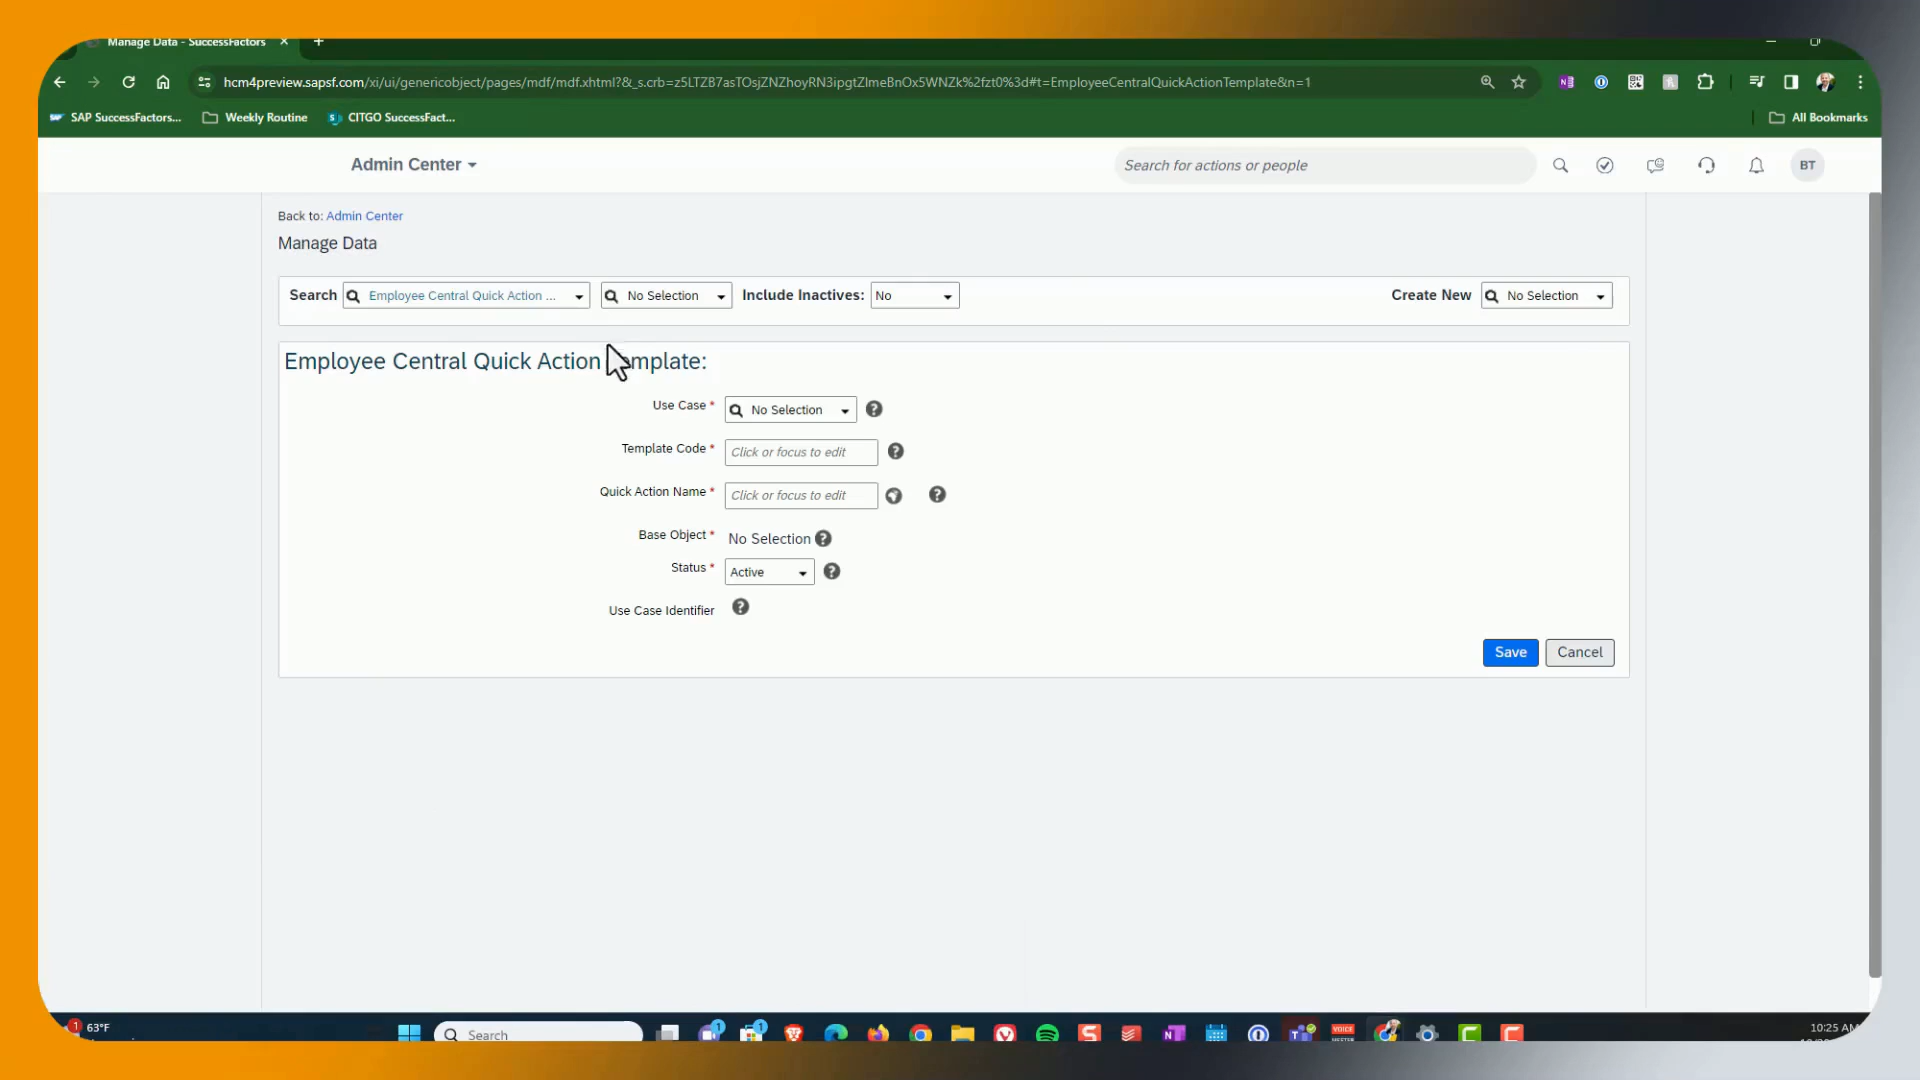 Manage Data - SuccessFactors
hcm4preview.sapsf.com/xi/ui/genericobject/pages/mdf/mdf.xhtml?&_s.crb=z5LTZB7asTOsjZNZhoyRN3ipgtZlmeBnOx5WNZk%2fzt0%3d#t=EmployeeCentralQuickActionTemplate&n=1
SAP SuccessFactors... Weekly Routine CITGO SuccessFact... All Bookmarks
Admin Center Search for actions or people BT
Back to: Admin Center
Manage Data
Search Employee Central Quick Action ... No Selection Include Inactives: No Create New No Selection
Employee Central Quick Action Template:
Use Case * No Selection
Template Code * Click or focus to edit
Quick Action Name * Click or focus to edit
Base Object * No Selection
Status * Active
Use Case Identifier
Save Cancel
1 63°F Search 1 1 10:25 AM